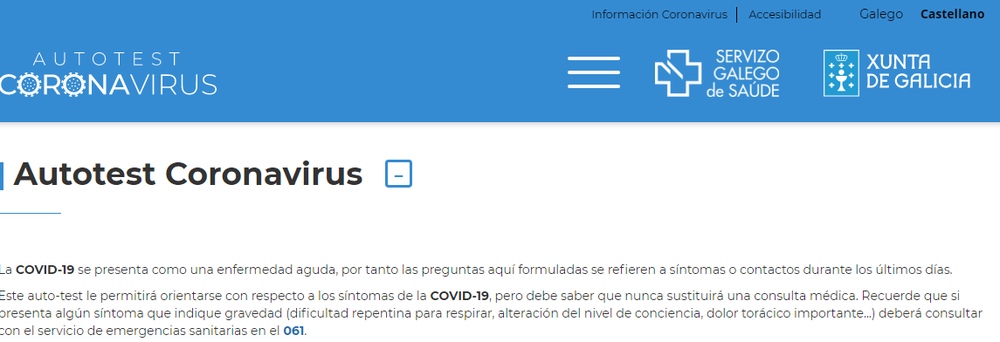 Información Coronavirus | Accesibilidad Galego Castellano
AUTOTEST
CORONAVIRUS
SERVIZO
GALEGO
de SAÚDE
XUNTA
DE GALICIA
Autotest Coronavirus
La COVID-19 se presenta como una enfermedad aguda, por tanto las preguntas aquí formuladas se refieren a síntomas o contactos durante los últimos días.
Este auto-test le permitirá orientarse con respecto a los síntomas de la COVID-19, pero debe saber que nunca sustituirá una consulta médica. Recuerde que si
presenta algún síntoma que indique gravedad (dificultad repentina para respirar, alteración del nivel de conciencia, dolor torácico importante...) deberá consultar
con el servicio de emergencias sanitarias en el 061.